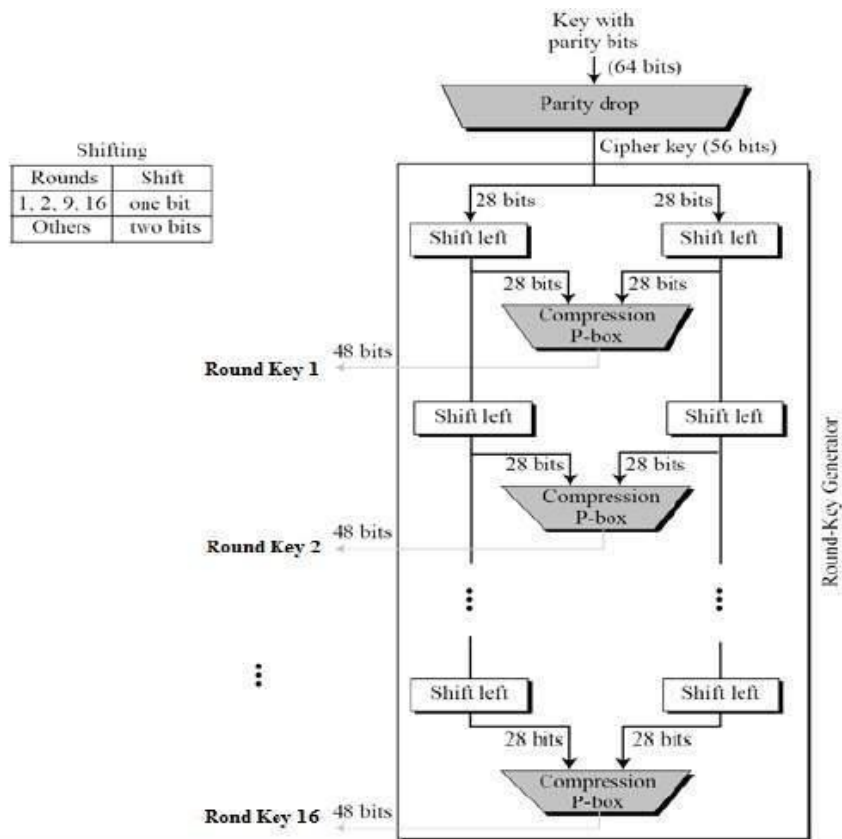 Key with
parity bits
(64 bits)
Parity drop
Cipher key (56 bits)
Shifting
Rounds Shift
1, 2, 9, 16 one bit
Others two bits
28 bits 28 bits
Shift left Shift left
28 bits 28 bits
Compression
P-box
48 bits
Round Key 1
Shift left Shift left
28 bits 28 bits
Compression
P-box
48 bits
Round Key 2
Round-Key Generator
Shift left Shift left
28 bits 28 bits
Compression
P-box
48 bits
Rond Key 16